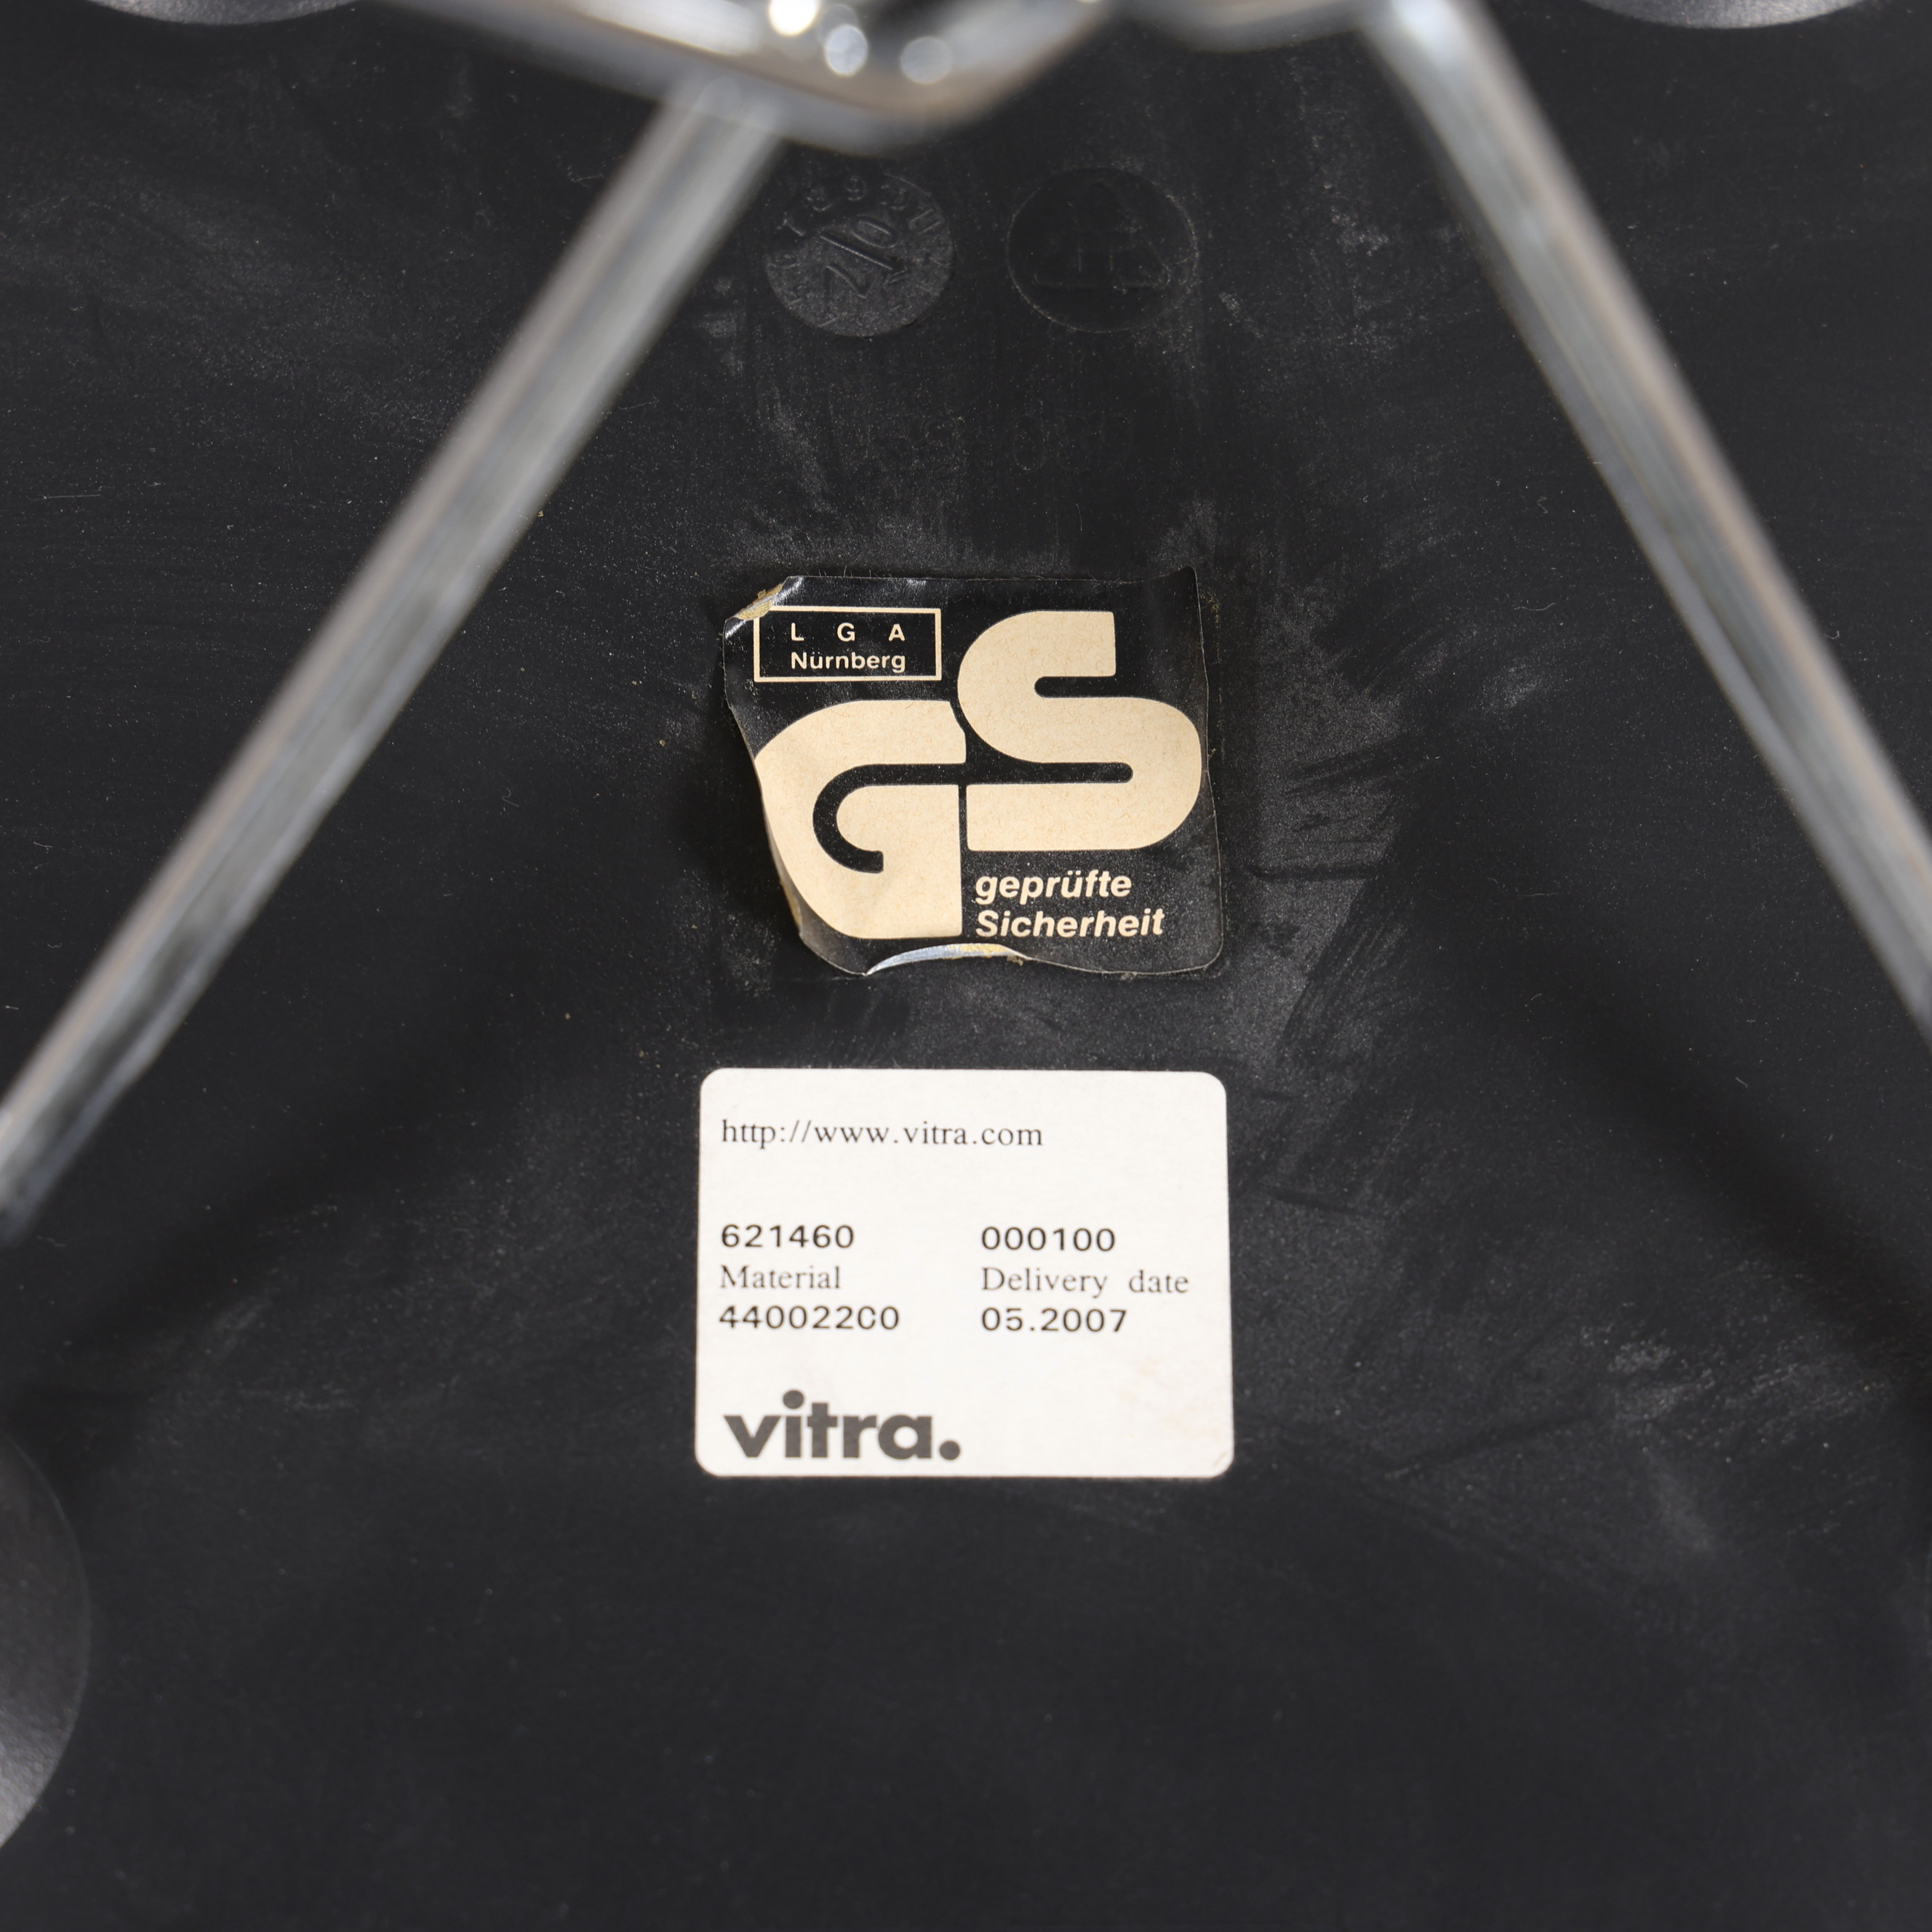 L G A
Nürnberg
GS
geprüfte
Sicherheit
http://www.vitra.com
621460 000100
Material Delivery date
44002200 05.2007
vitra.